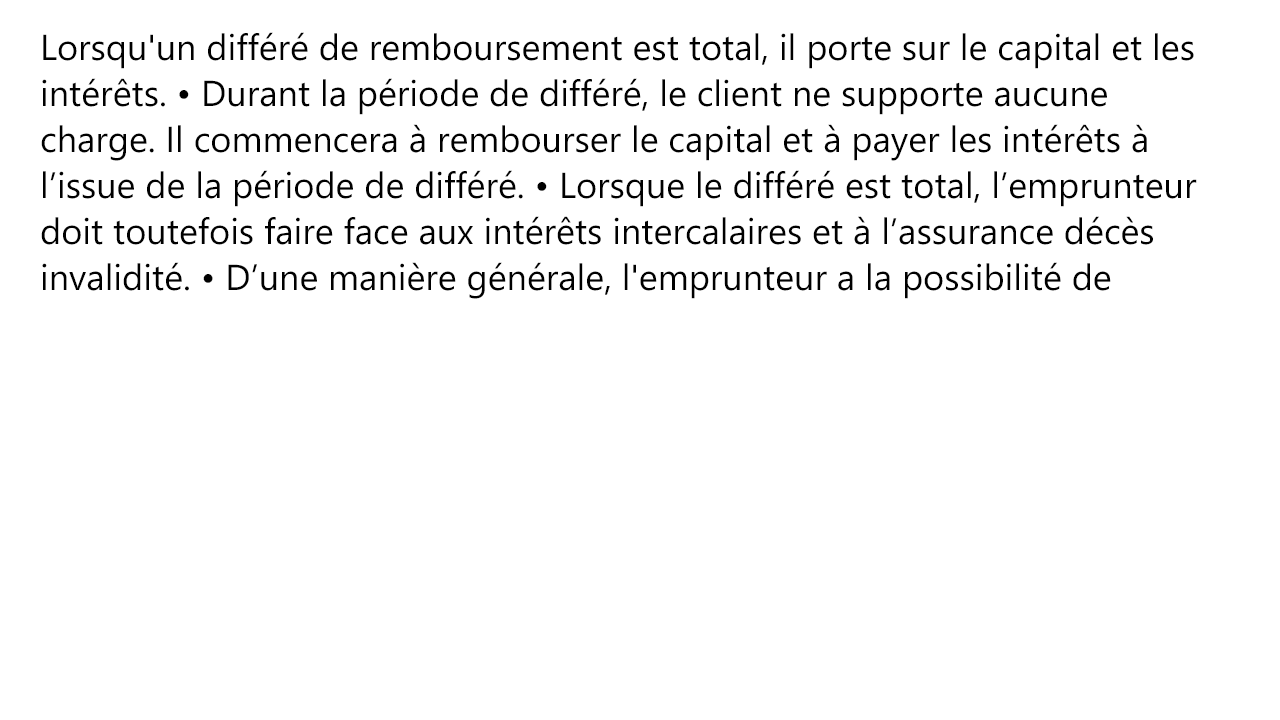 Lorsqu'un différé de remboursement est total, il porte sur le capital et les
intérêts. • Durant la période de différé, le client ne supporte aucune
charge. Il commencera à rembourser le capital et à payer les intérêts à
l’issue de la période de différé. • Lorsque le différé est total, l’emprunteur
doit toutefois faire face aux intérêts intercalaires et à l’assurance décès
invalidité. • D’une manière générale, l'emprunteur a la possibilité de